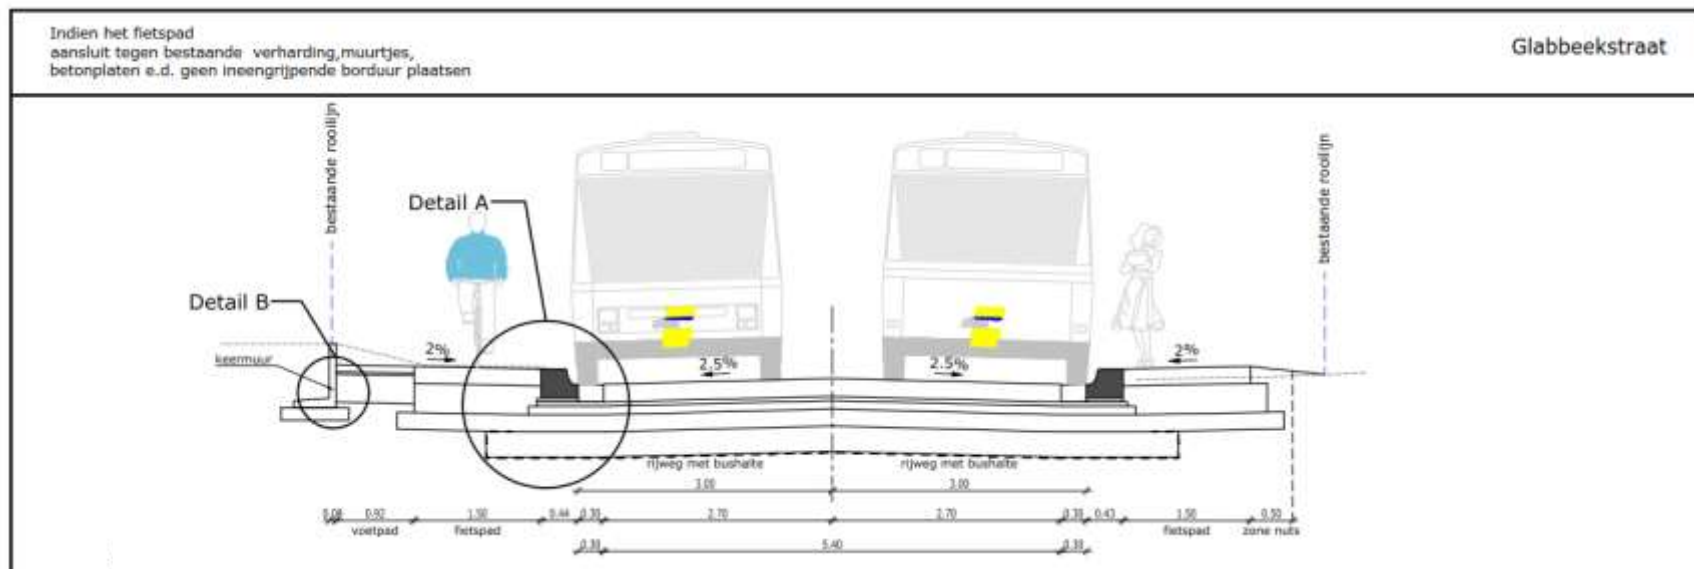 Indien het fietspad
aansluit tegen bestaande verharding,muurtjes,
betonplaten e.d. geen ineengrijpende borduur plaatsen
Glabbeekstraat
bestaande rooilijn
bestaande rooilijn
Detail A
Detail B
keermuur
2%
2.5%
2.5%
2%
rijweg met bushalte
rijweg met bushalte
3.00
3.00
0.08
0.92
1.50
0.44
0.30
2.70
2.70
0.30
0.43
1.50
0.50
voetpad
fietspad
fietspad
zone nuts
0.30
5.40
0.30